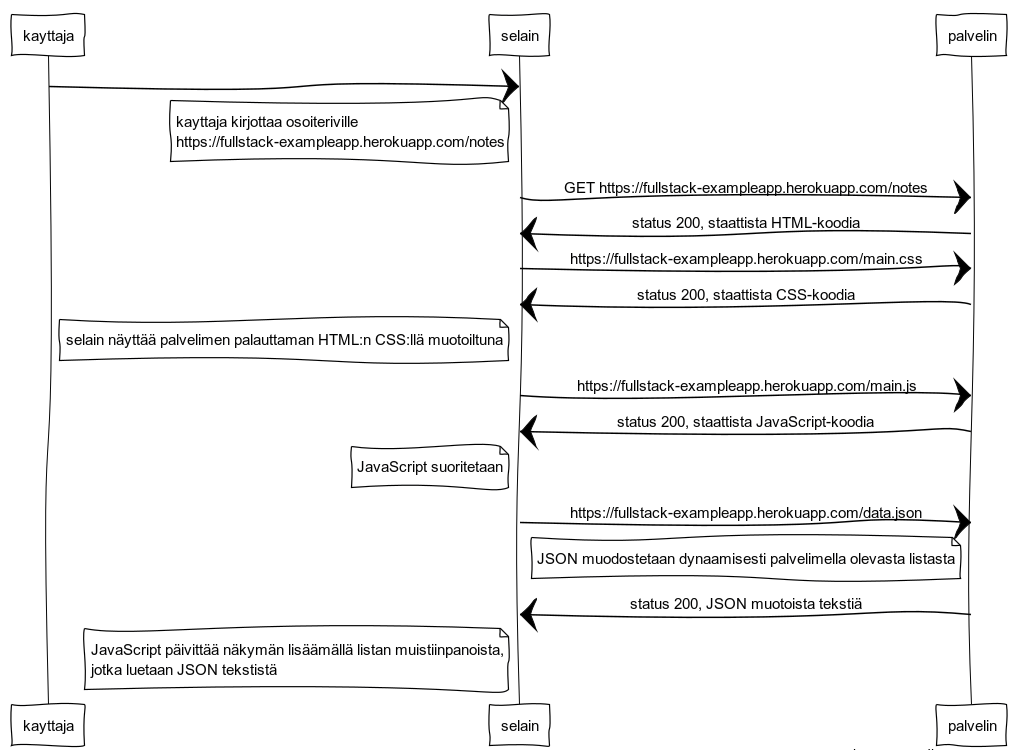 kayttaja
selain
palvelin
kayttaja kirjottaa osoiteriville
https://fullstack-exampleapp.herokuapp.com/notes
GET https://fullstack-exampleapp.herokuapp.com/notes
status 200, staattista HTML-koodia
https://fullstack-exampleapp.herokuapp.com/main.css
status 200, staattista CSS-koodia
selain näyttää palvelimen palauttaman HTML:n CSS:llä muotoiltuna
https://fullstack-exampleapp.herokuapp.com/main.js
status 200, staattista JavaScript-koodia
JavaScript suoritetaan
https://fullstack-exampleapp.herokuapp.com/data.json
JSON muodostetaan dynaamisesti palvelimella olevasta listasta
status 200, JSON muotoista tekstiä
JavaScript päivittää näkymän lisäämällä listan muistiinpanoista,
jotka luetaan JSON tekststistä
kayttaja
selain
palvelin